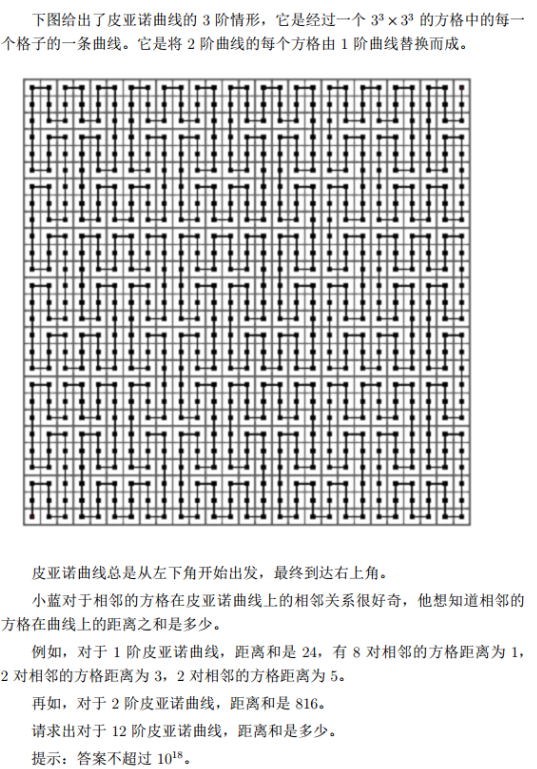 下图给出了皮亚诺曲线的 3 阶情形，它是经过一个 3³ × 3³ 的方格中的每一
个格子的一条曲线。它是将 2 阶曲线的每个方格由 1 阶曲线替换而成。
皮亚诺曲线总是从左下角开始出发，最终到达右上角。
小蓝对于相邻的方格在皮亚诺曲线上的相邻关系很好奇，他想知道相邻的
方格在曲线上的距离之和是多少。
例如，对于 1 阶皮亚诺曲线，距离和是 24，有 8 对相邻的方格距离为 1，
2 对相邻的方格距离为 3，2 对相邻的方格距离为 5。
再如，对于 2 阶皮亚诺曲线，距离和是 816。
请求出对于 12 阶皮亚诺曲线，距离和是多少。
提示：答案不超过 10¹⁸。